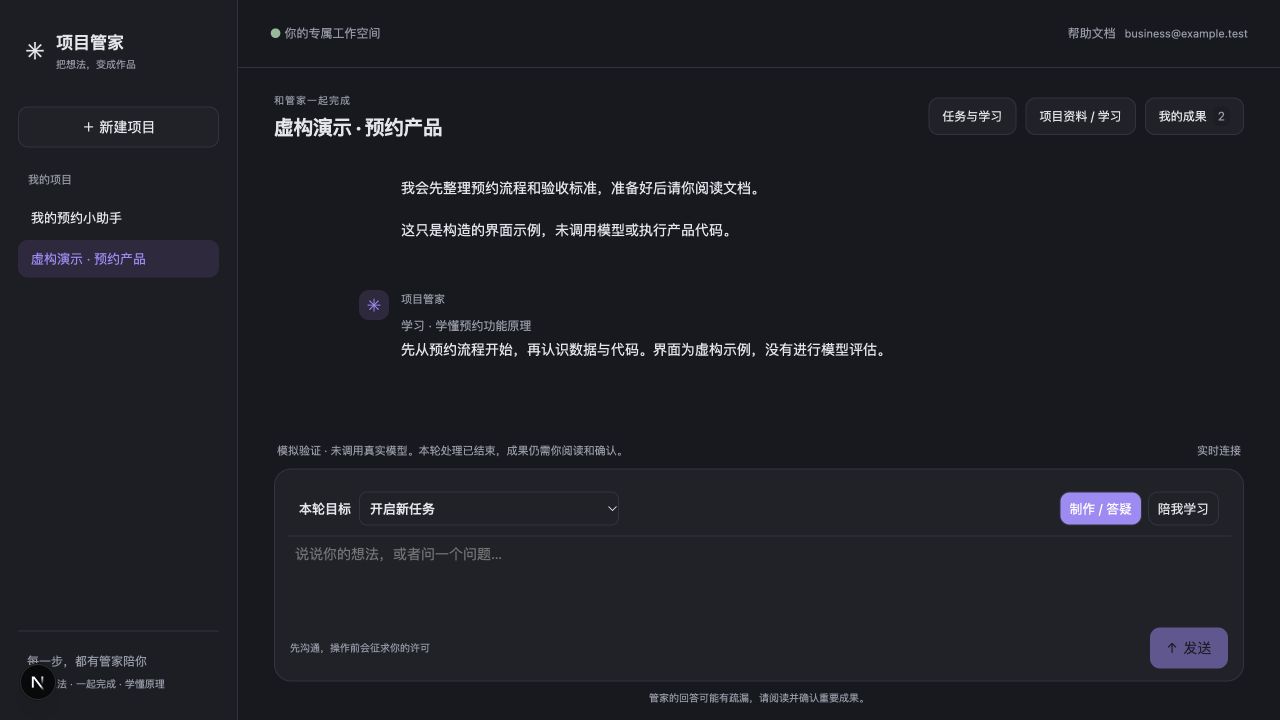 项目管家
把想法，变成作品
+ 新建项目
我的项目
我的预约小助手
虚构演示 · 预约产品
每一步，都有管家陪你
法 · 一起完成 · 学懂原理
N
你的专属工作空间
帮助文档 business@example.test
和管家一起完成
虚构演示 · 预约产品
任务与学习
项目资料 / 学习
我的成果 2
我会先整理预约流程和验收标准，准备好后请你阅读文档。
这只是构造的界面示例，未调用模型或执行产品代码。
项目管家
学习 · 学懂预约功能原理
先从预约流程开始，再认识数据与代码。界面为虚构示例，没有进行模型评估。
模拟验证 · 未调用真实模型。本轮处理已结束，成果仍需你阅读和确认。
实时连接
本轮目标 开启新任务
制作 / 答疑
陪我学习
说说你的想法，或者问一个问题...
先沟通，操作前会征求你的许可
↑ 发送
管家的回答可能有疏漏，请阅读并确认重要成果。